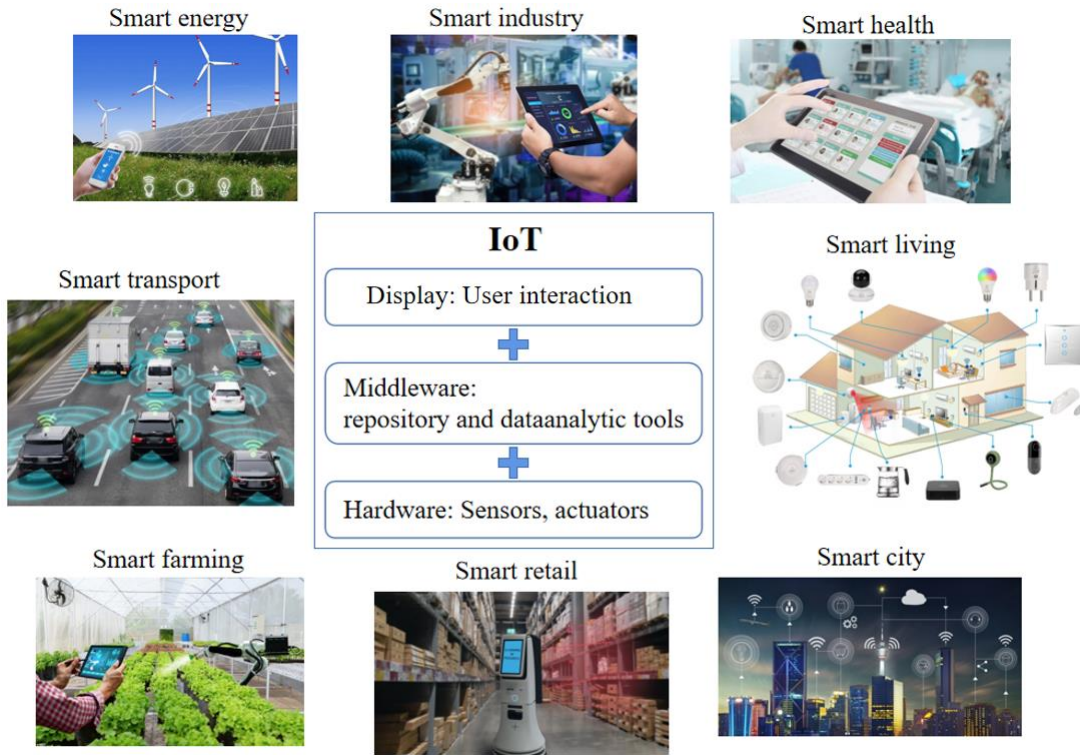 Smart energy
Smart industry
Smart health
IoT
Display: User interaction
Middleware:
repository and dataanalytic tools
Hardware: Sensors, actuators
Smart transport
Smart living
Smart farming
Smart retail
Smart city